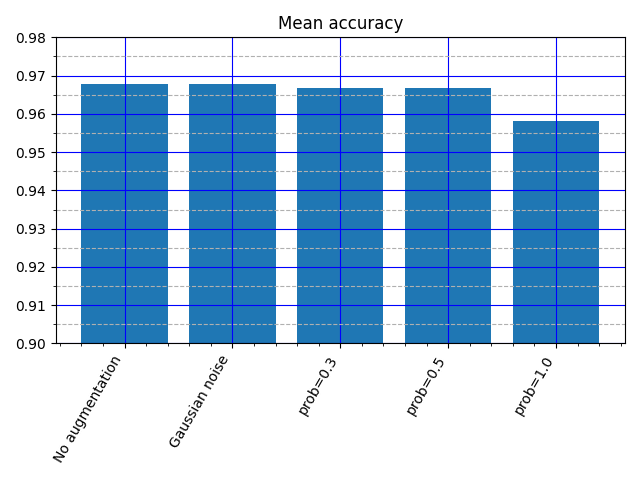 Mean accuracy
0.98
0.97
0.96
0.95
0.94
0.93
0.92
0.91
0.90
No augmentation
Gaussian noise
prob=0.3
prob=0.5
prob=1.0